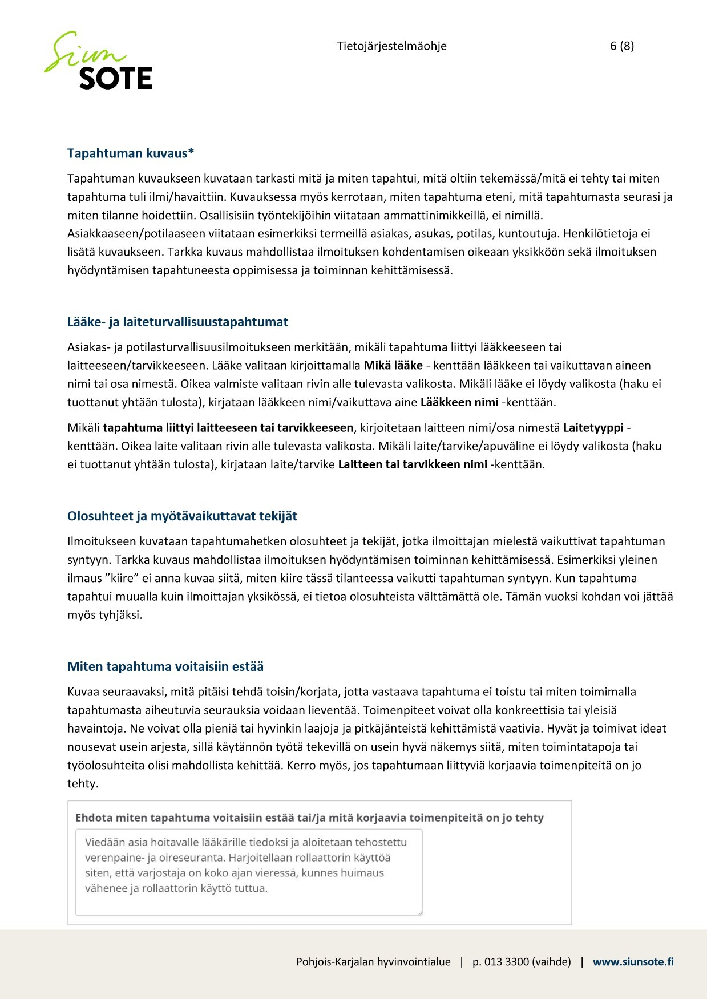 Siun
SOTE
Tietojärjestelmäohje
6 (8)
Tapahtuman kuvaus*
Tapahtuman kuvaukseen kuvataan tarkasti mitä ja miten tapahtui, mitä oltiin tekemässä/mitä ei tehty tai miten
tapahtuma tuli ilmi/havaittiin. Kuvauksessa myös kerrotaan, miten tapahtuma eteni, mitä tapahtumasta seurasi ja
miten tilanne hoidettiin. Osallisisiin työntekijöihin viitataan ammattinimikkeillä, ei nimillä.
Asiakkaaseen/potilaaseen viitataan esimerkiksi termeillä asiakas, asukas, potilas, kuntoutuja. Henkilötietoja ei
lisätä kuvaukseen. Tarkka kuvaus mahdollistaa ilmoituksen kohdentamisen oikeaan yksikköön sekä ilmoituksen
hyödyntämisen tapahtuneesta oppimisessa ja toiminnan kehittämisessä.
Lääke- ja laiteturvallisuustapahtumat
Asiakas- ja potilasturvallisuusilmoitukseen merkitään, mikäli tapahtuma liittyi lääkkeeseen tai
laitteeseen/tarvikkeeseen. Lääke valitaan kirjoittamalla Mikä lääke - kenttään lääkkeen tai vaikuttavan aineen
nimi tai osa nimestä. Oikea valmiste valitaan rivin alle tulevasta valikosta. Mikäli lääke ei löydy valikosta (haku ei
tuottanut yhtään tulosta), kirjataan lääkkeen nimi/vaikuttava aine Lääkkeen nimi -kenttään.
Mikäli tapahtuma liittyi laitteeseen tai tarvikkeeseen, kirjoitetaan laitteen nimi/osa nimestä Laitetyyppi -
kenttään. Oikea laite valitaan rivin alle tulevasta valikosta. Mikäli laite/tarvike/apuväline ei löydy valikosta (haku
ei tuottanut yhtään tulosta), kirjataan laite/tarvike Laitteen tai tarvikkeen nimi -kenttään.
Olosuhteet ja myötävaikuttavat tekijät
Ilmoitukseen kuvataan tapahtumahetken olosuhteet ja tekijät, jotka ilmoittajan mielestä vaikuttivat tapahtuman
syntyyn. Tarkka kuvaus mahdollistaa ilmoituksen hyödyntämisen toiminnan kehittämisessä. Esimerkiksi yleinen
ilmaus ”kiire” ei anna kuvaa siitä, miten kiire tässä tilanteessa vaikutti tapahtuman syntyyn. Kun tapahtuma
tapahtui muualla kuin ilmoittajan yksikössä, ei tietoa olosuhteista välttämättä ole. Tämän vuoksi kohdan voi jättää
myös tyhjäksi.
Miten tapahtuma voitaisiin estää
Kuvaa seuraavaksi, mitä pitäisi tehdä toisin/korjata, jotta vastaava tapahtuma ei toistu tai miten toimimalla
tapahtumasta aiheutuvia seurauksia voidaan lieventää. Toimenpiteet voivat olla konkreettisia tai yleisiä
havaintoja. Ne voivat olla pieniä tai hyvinkin laajoja ja pitkäjänteistä kehittämistä vaativia. Hyvät ja toimivat ideat
nousevat usein arjesta, sillä käytännön työtä tekevillä on usein hyvä näkemys siitä, miten toimintatapoja tai
työolosuhteita olisi mahdollista kehittää. Kerro myös, jos tapahtumaan liittyviä korjaavia toimenpiteitä on jo
tehty.
Ehdota miten tapahtuma voitaisiin estää tai/ja mitä korjaavia toimenpiteitä on jo tehty
Viedään asia hoitavalle lääkärille tiedoksi ja aloitetaan tehostettu
verenpaine- ja oireseuranta. Harjoitellaan rollaattorin käyttöä
siten, että varjostaja on koko ajan vieressä, kunnes huimaus
vähenee ja rollaattorin käyttö tuttua.
Pohjois-Karjalan hyvinvointialue | p. 013 3300 (vaihde) | www.siunsote.fi